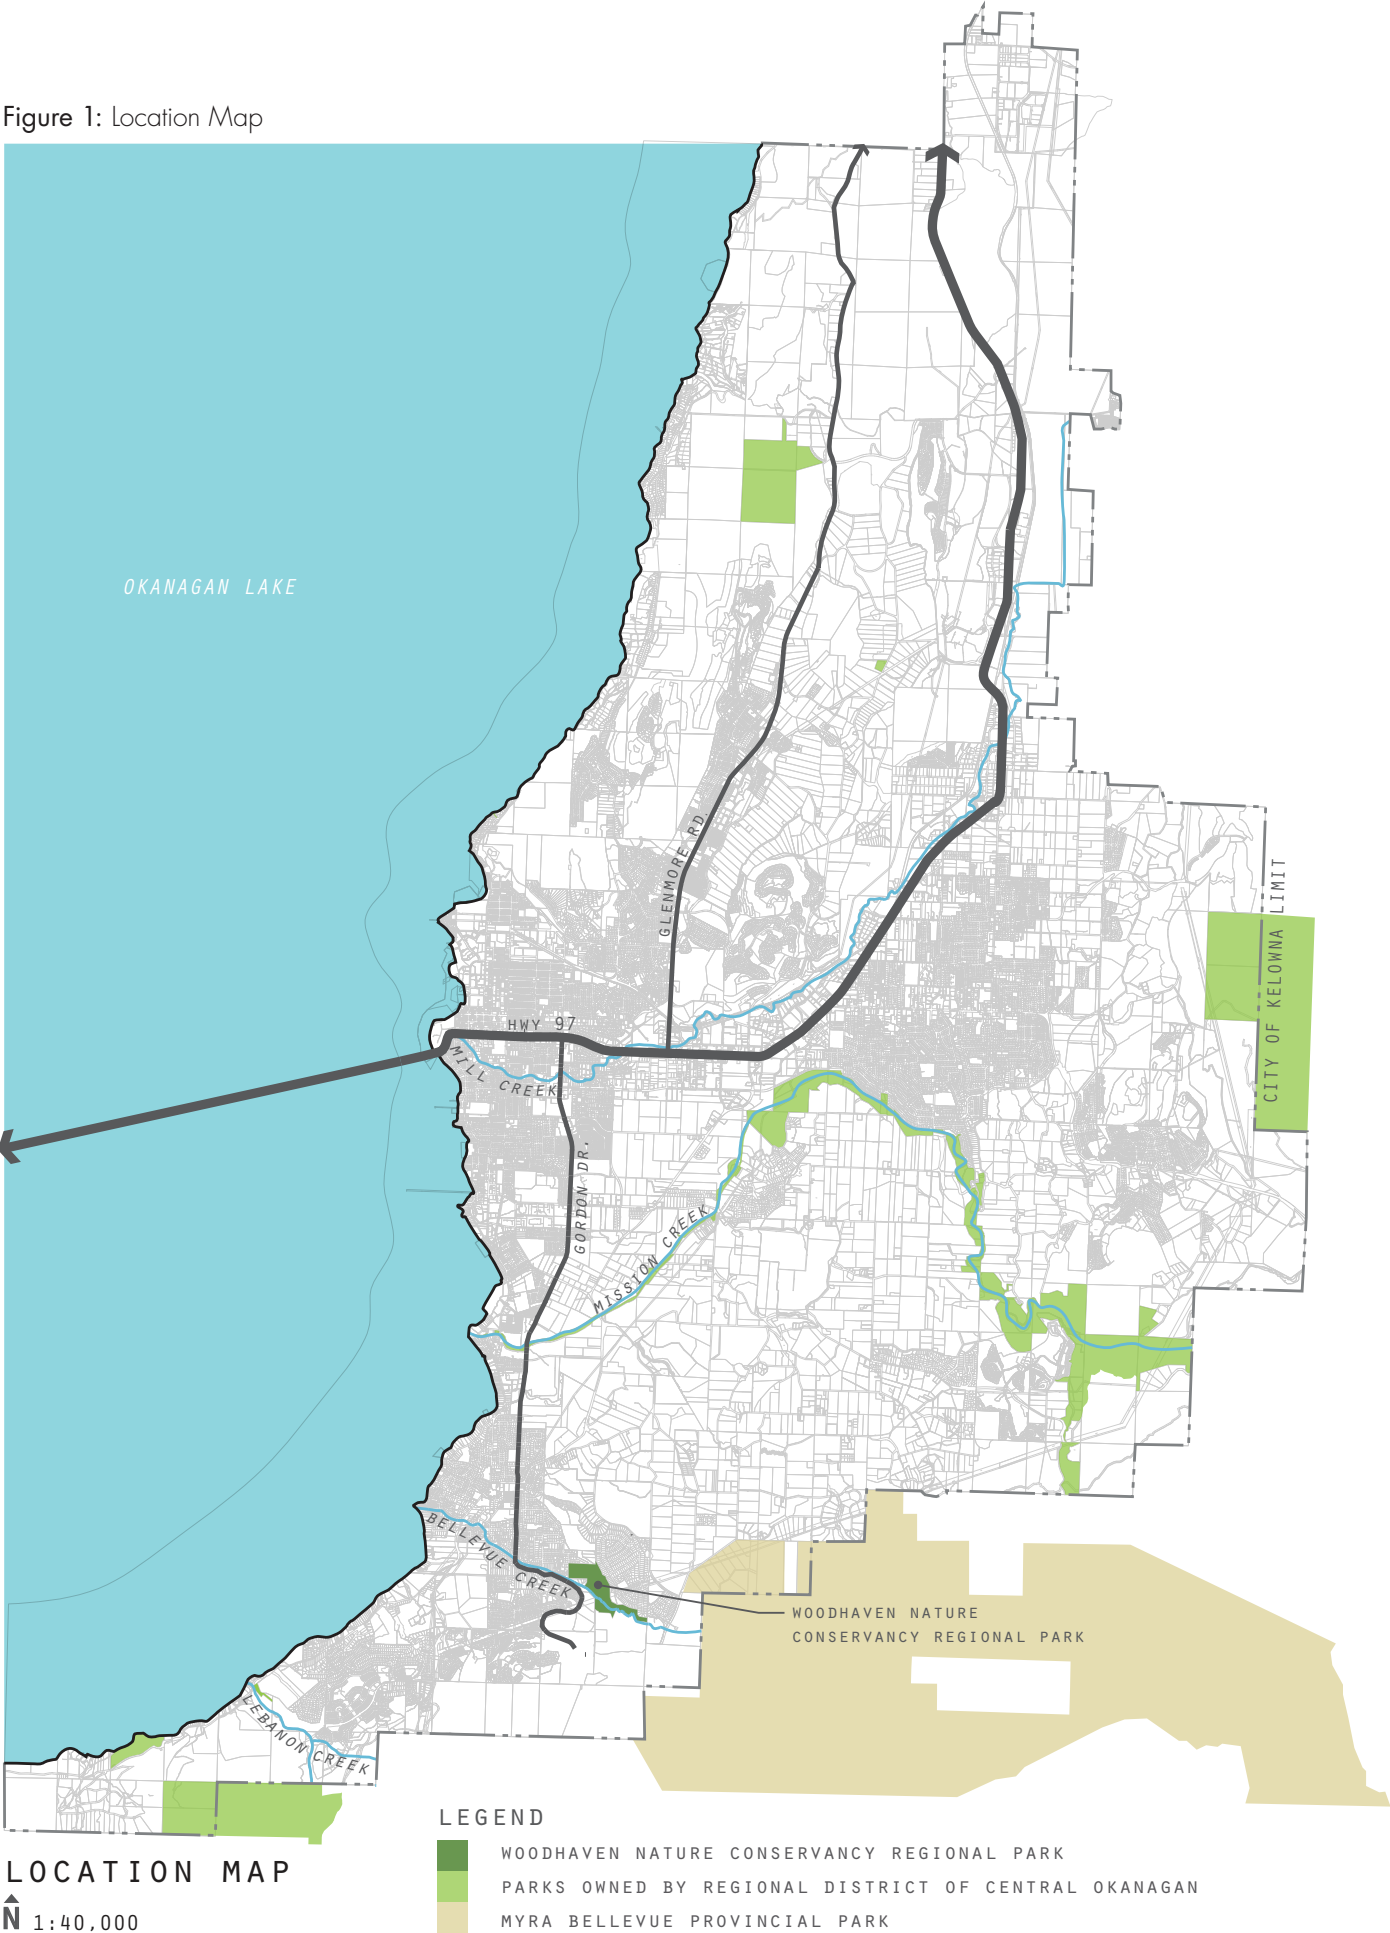 Figure 1: Location Map
OKANAGAN LAKE
GLENMORE RD.
CITY OF KELOWNA LIMIT
HWY 97
MILL CREEK
GORDON DR.
MISSION CREEK
BELLEVUE CREEK
WOODHAVEN NATURE
CONSERVANCY REGIONAL PARK
LEBANON CREEK
LEGEND
WOODHAVEN NATURE CONSERVANCY REGIONAL PARK
PARKS OWNED BY REGIONAL DISTRICT OF CENTRAL OKANAGAN
MYRA BELLEVUE PROVINCIAL PARK
LOCATION MAP
N 1:40,000